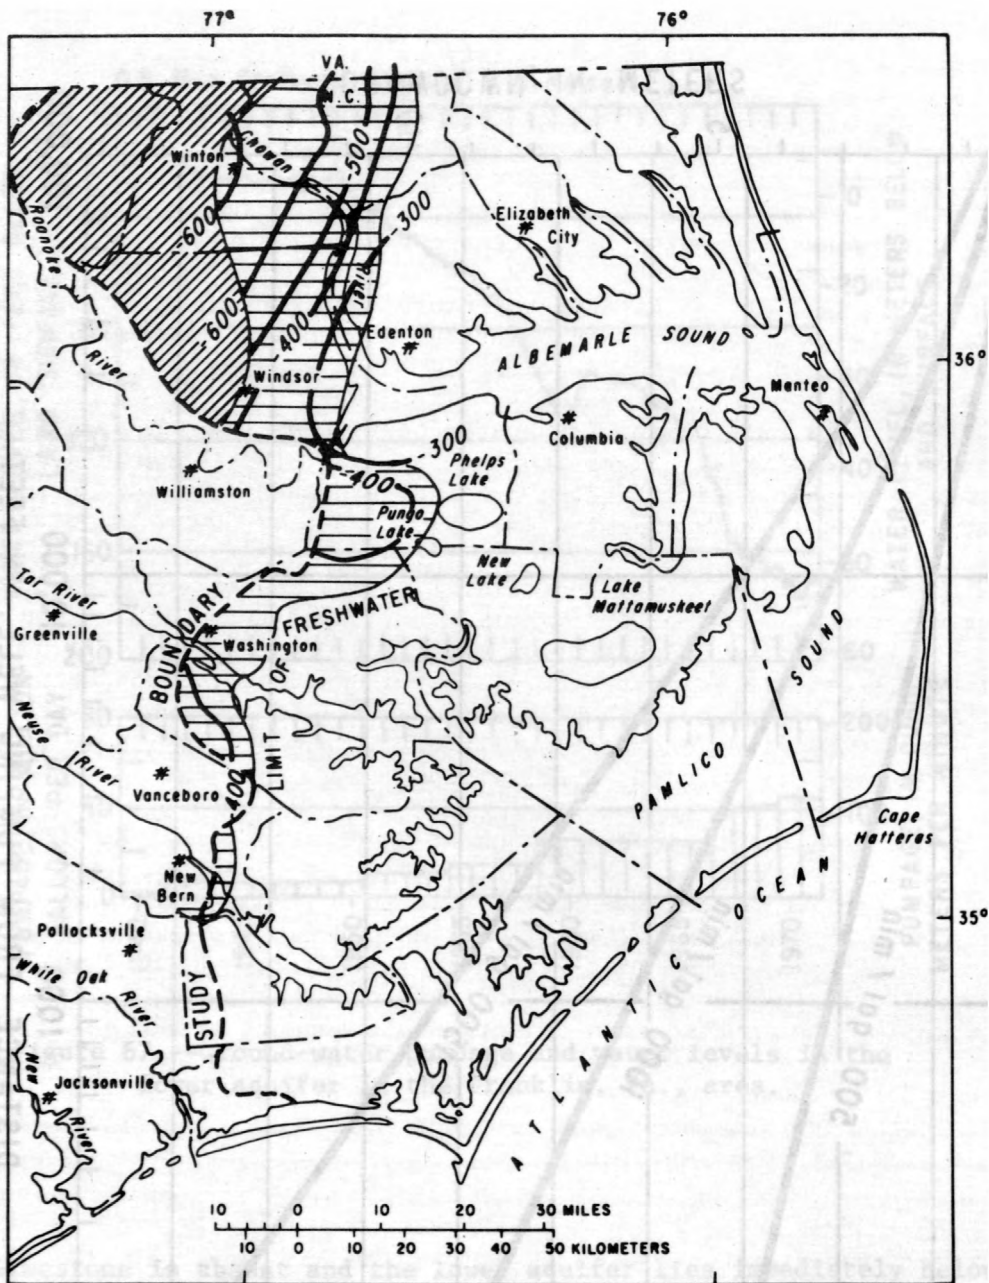 77°
76°
VA.
N.C.
Chowan
500
Winton
300
Elizabeth
City
Roanoke
-600
River
-600
400
Edenton
ALBEMARLE SOUND
36°
River
Windsor
Manteo
Columbia
300
Phelps
Lake
-400
Williamston
Pungo
Lake
New
Lake
Lake
Mattamuskeet
Tar River
FRESHWATER
Greenville
Washington
BOUNDARY
OF
SOUND
Neuse
LIMIT
River
Vanceboro
400
PAMLICO
Cape
Hatteras
New
Bern
OCEAN
35°
Pollocksville
White Oak
River
ATLANTIC
STUDY
New
Jacksonville
River
10 0 10 20 30 MILES
10 0 10 20 30 40 50 KILOMETERS